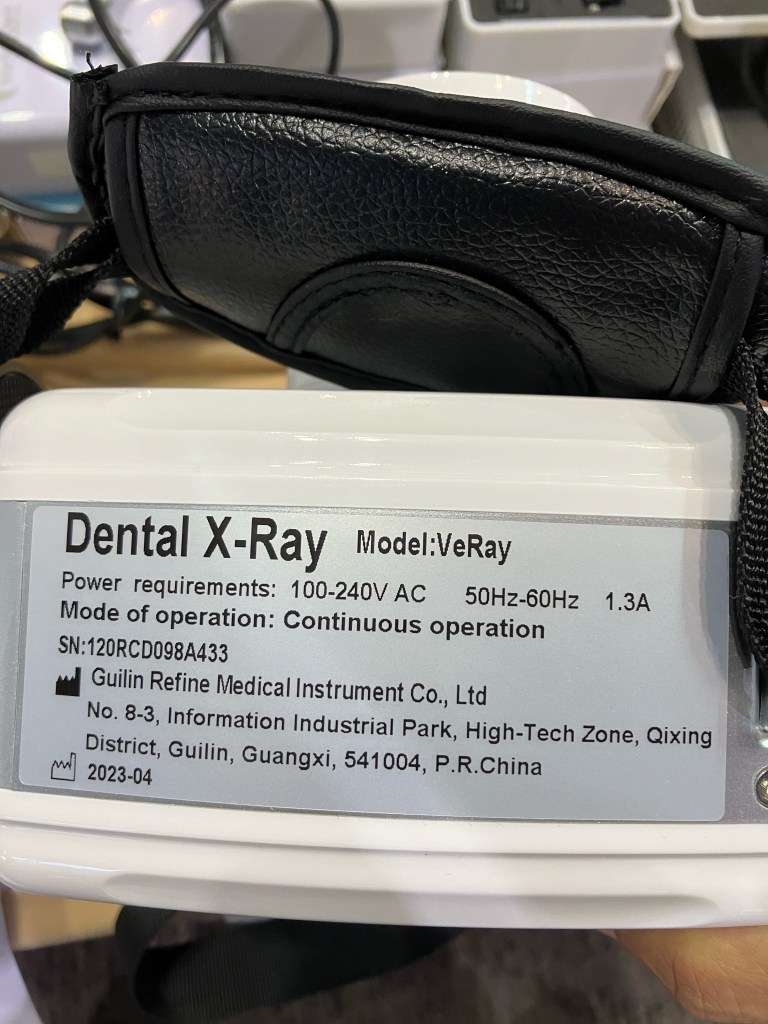 Dental X-Ray Model:VeRay
Power requirements: 100-240V AC 50Hz-60Hz 1.3A
Mode of operation: Continuous operation
SN:120RCD098A433
Guilin Refine Medical Instrument Co., Ltd
No. 8-3, Information Industrial Park, High-Tech Zone, Qixing
District, Guilin, Guangxi, 541004, P.R.China
2023-04